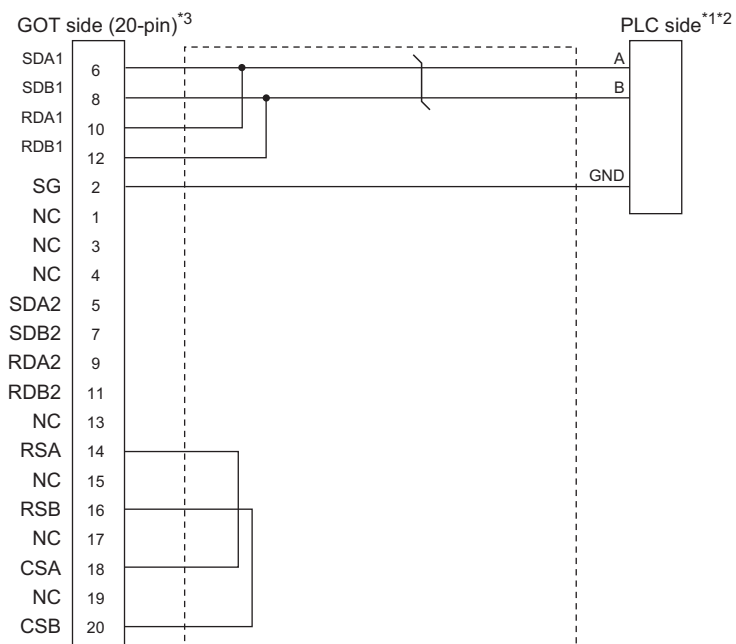 GOT side (20-pin)*3 PLC side*1*2
SDA1 6 A
SDB1 8 B
RDA1 10
RDB1 12
SG 2 GND
NC 1
NC 3
NC 4
SDA2 5
SDB2 7
RDA2 9
RDB2 11
NC 13
RSA 14
NC 15
RSB 16
NC 17
CSA 18
NC 19
CSB 20